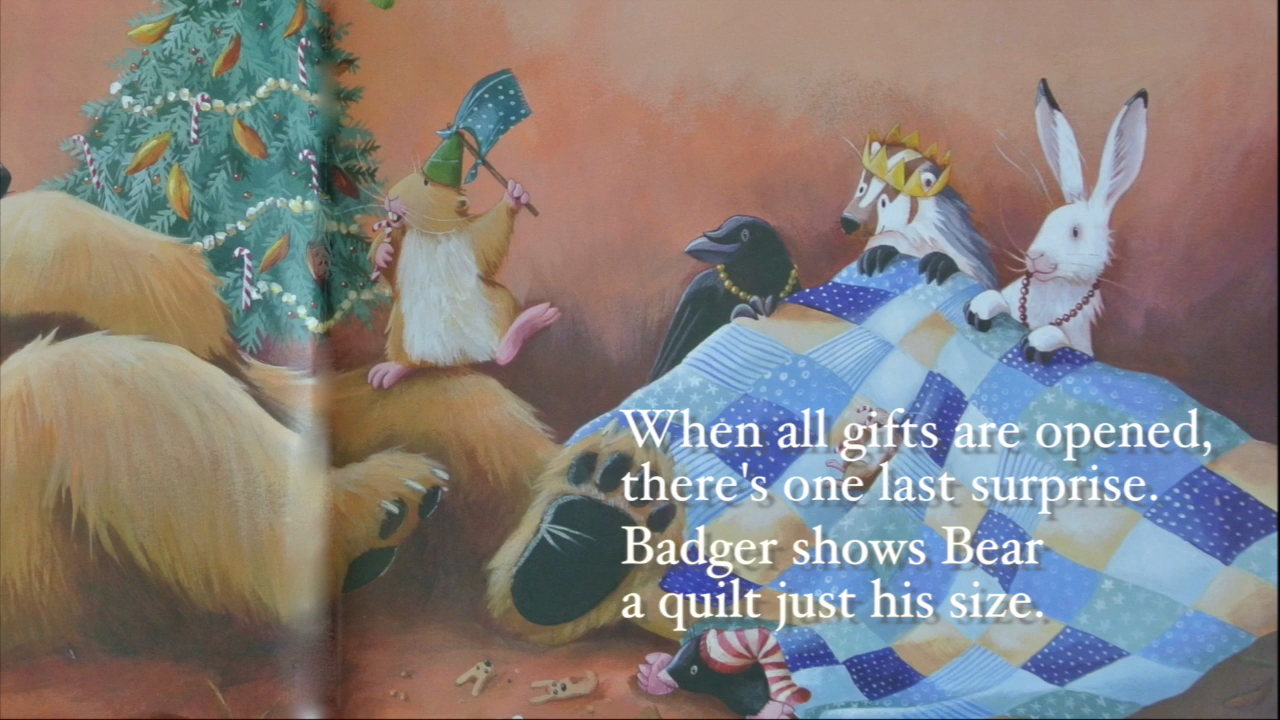 When all gifts are opened,
there's one last surprise.
Badger shows Bear
a quilt just his size.